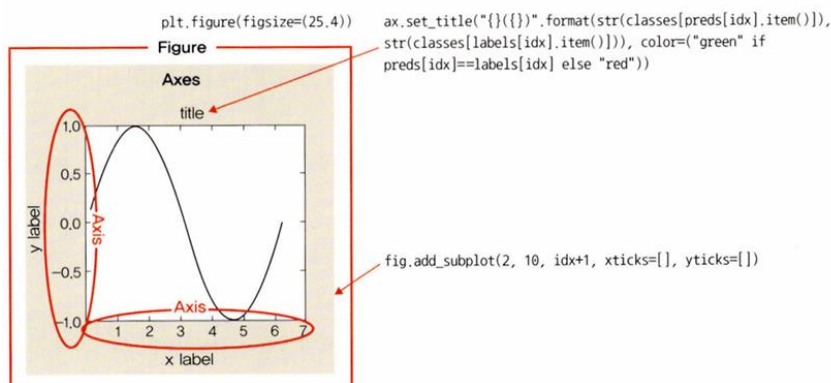 plt.figure(figsize=(25,4))
ax.set_title("{}({})".format(str(classes[preds[idx].item()]),
str(classes[labels[idx].item()])), color=("green" if
preds[idx]==labels[idx] else "red"))
Figure
Axes
title
1.0
0.5
0.0
-0.5
-1.0
y label
Axis
Axis
1 2 3 4 5 6 7
x label
fig.add_subplot(2, 10, idx+1, xticks=[], yticks=[])